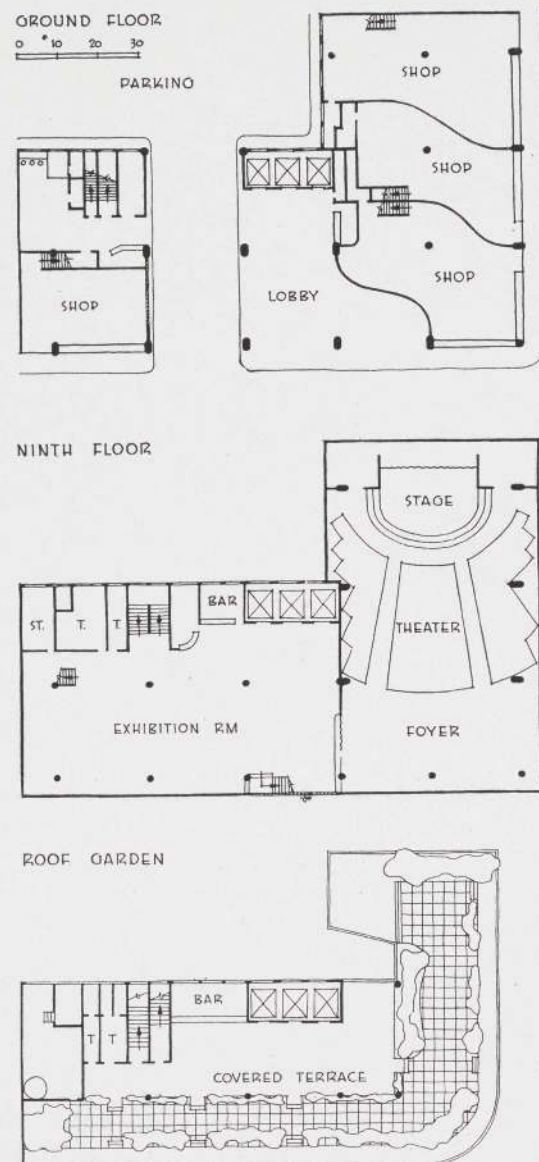 GROUND FLOOR
0 10 20 30
PARKING
SHOP
SHOP
SHOP
SHOP
LOBBY
NINTH FLOOR
STAGE
BAR
ST. T. T.
THEATER
EXHIBITION RM
FOYER
ROOF GARDEN
BAR
T T
COVERED TERRACE